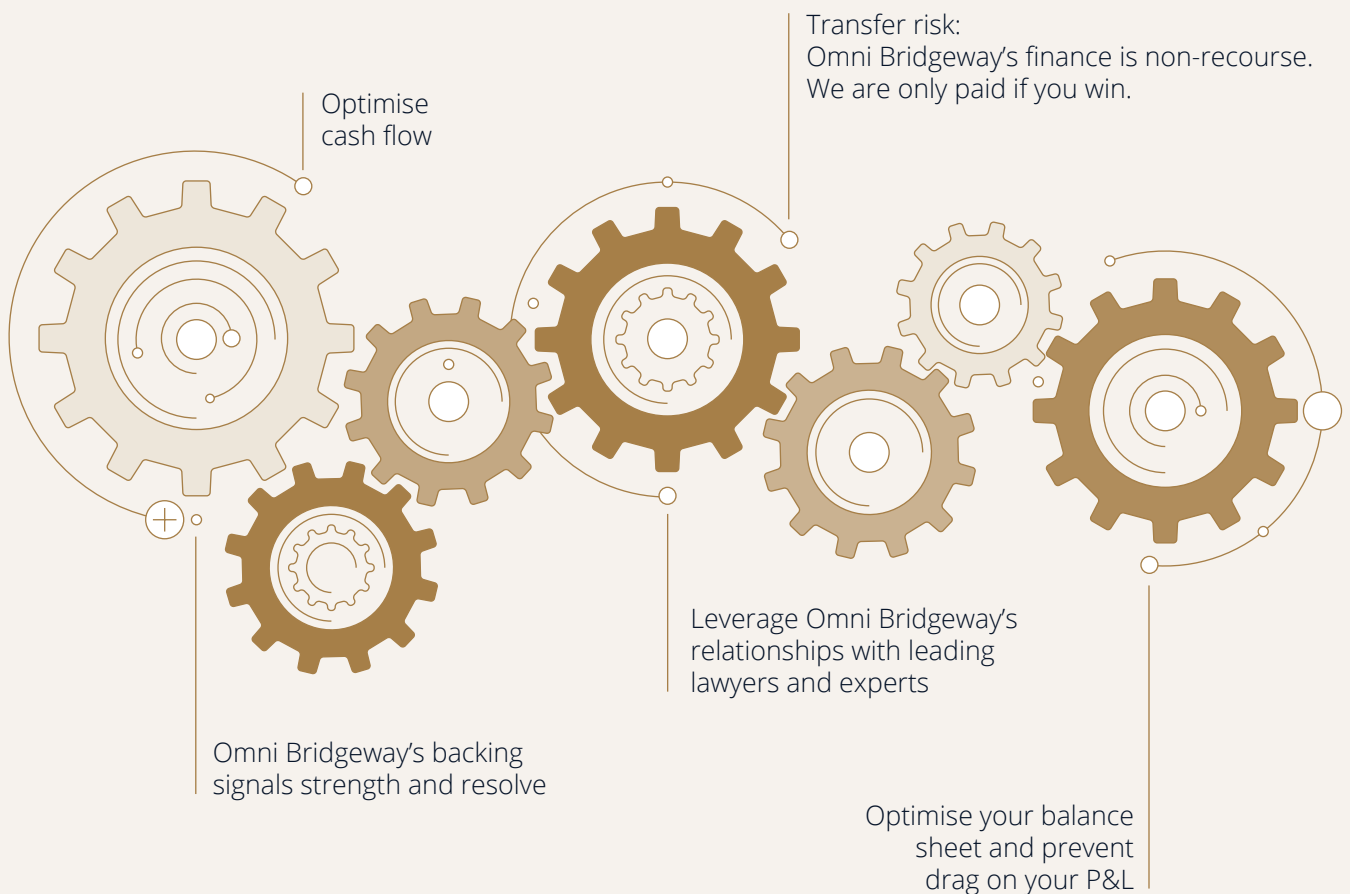 Transfer risk:
Omni Bridgeway’s finance is non-recourse.
We are only paid if you win.
Optimise
cash flow
Leverage Omni Bridgeway’s
relationships with leading
lawyers and experts
Omni Bridgeway’s backing
signals strength and resolve
Optimise your balance
sheet and prevent
drag on your P&L